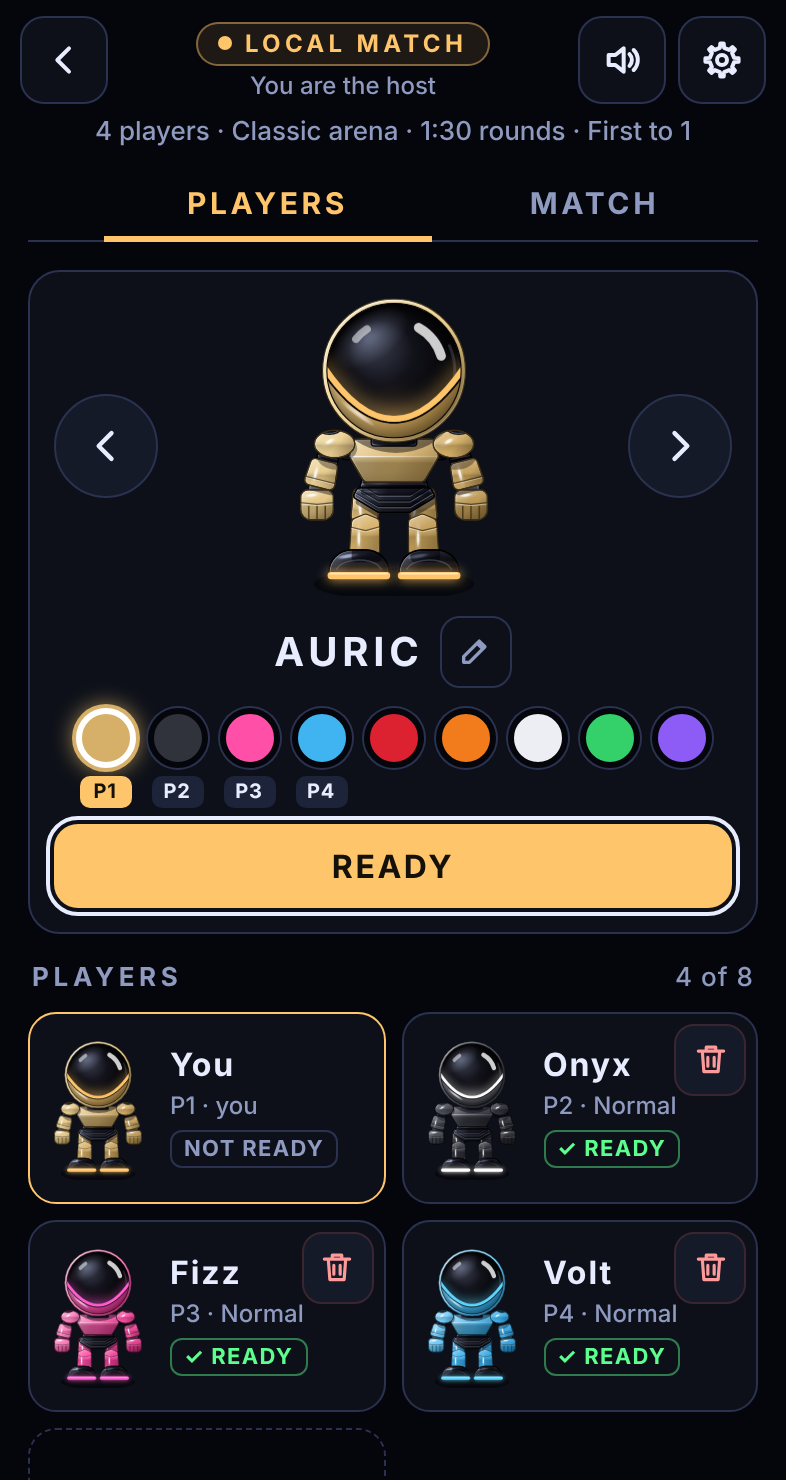 LOCAL MATCH
You are the host
4 players · Classic arena · 1:30 rounds · First to 1
PLAYERS MATCH
AURIC
P1 P2 P3 P4
READY
PLAYERS 4 of 8
You
P1 · you
NOT READY
Onyx
P2 · Normal
✓ READY
Fizz
P3 · Normal
✓ READY
Volt
P4 · Normal
✓ READY